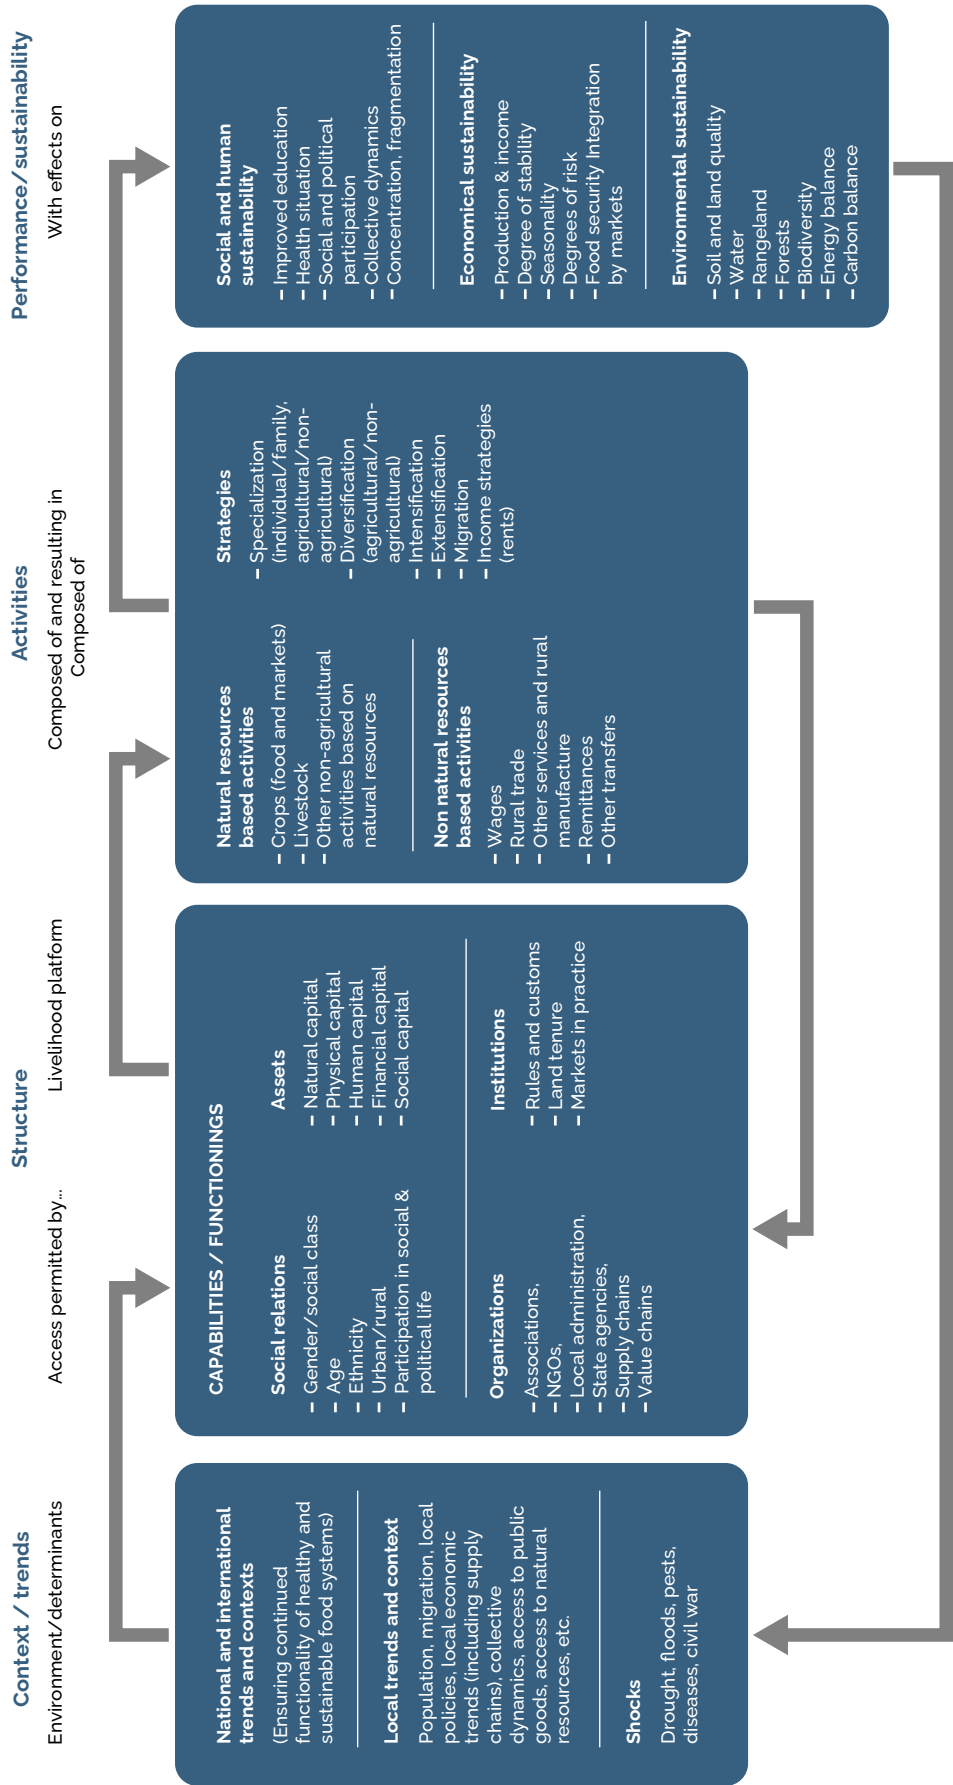 Context / trends
Environment/determinants
National and international
trends and contexts
(Ensuring continued
functionality of healthy and
sustainable food systems)
Local trends and context
Population, migration, local
policies, local economic
trends (including supply
chains), collective
dynamics, access to public
goods, access to natural
resources, etc.
Shocks
Drought, floods, pests,
diseases, civil war
Structure
Access permitted by...
Livelihood platform
CAPABILITIES / FUNCTIONINGS
Social relations
– Gender/social class
– Age
– Ethnicity
– Urban/rural
– Participation in social &
political life
Assets
– Natural capital
– Physical capital
– Human capital
– Financial capital
– Social capital
Organizations
– Associations,
– NGOs,
– Local administration,
– State agencies,
– Supply chains
– Value chains
Institutions
– Rules and customs
– Land tenure
– Markets in practice
Activities
Composed of and resulting in
Composed of
Natural resources
based activities
– Crops (food and markets)
– Livestock
– Other non-agricultural
activities based on
natural resources
Non natural resources
based activities
– Wages
– Rural trade
– Other services and rural
manufacture
– Remittances
– Other transfers
Strategies
– Specialization
(individual/family,
agricultural/non-
agricultural)
– Diversification
(agricultural/non-
agricultural)
– Intensification
– Extensification
– Migration
– Income strategies
(rents)
Performance/ sustainability
With effects on
Social and human
sustainability
– Improved education
– Health situation
– Social and political
participation
– Collective dynamics
– Concentration, fragmentation
Economical sustainability
– Production & income
– Degree of stability
– Seasonality
– Degrees of risk
– Food security Integration
by markets
Environmental sustainability
– Soil and land quality
– Water
– Rangeland
– Forests
– Biodiversity
– Energy balance
– Carbon balance